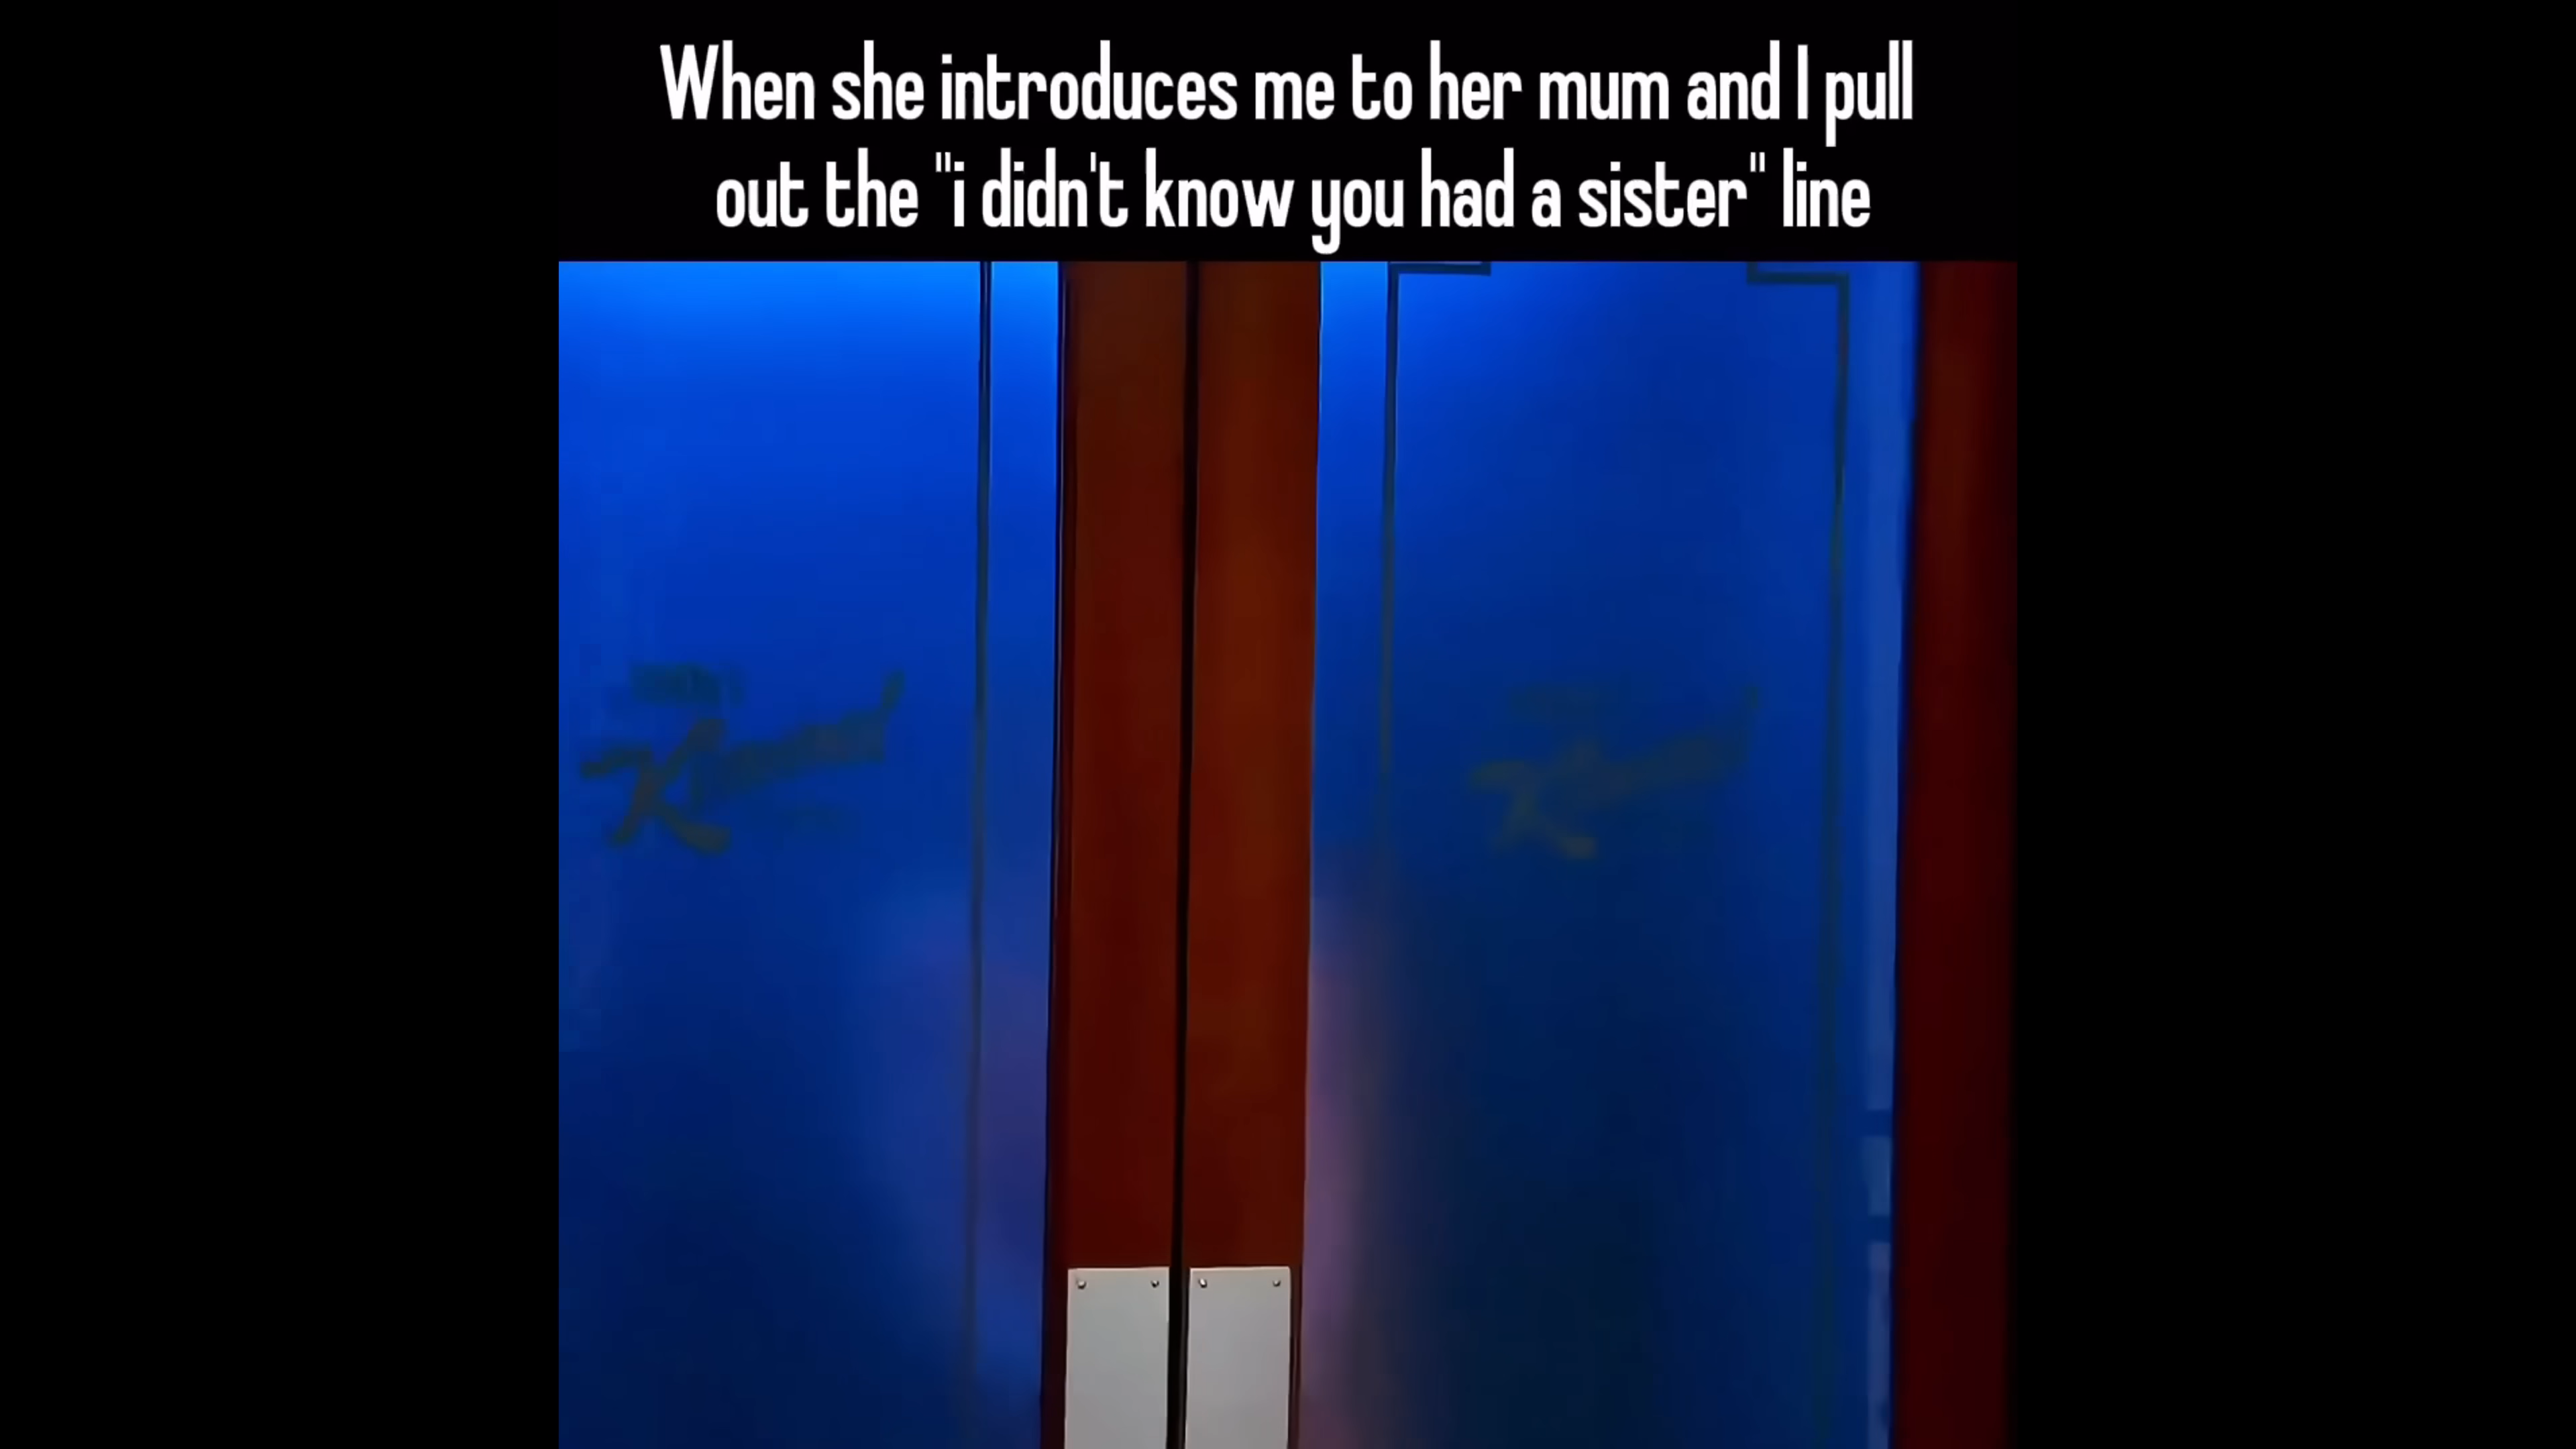 When she introduces me to her mum and I pull
out the "i didn't know you had a sister" line